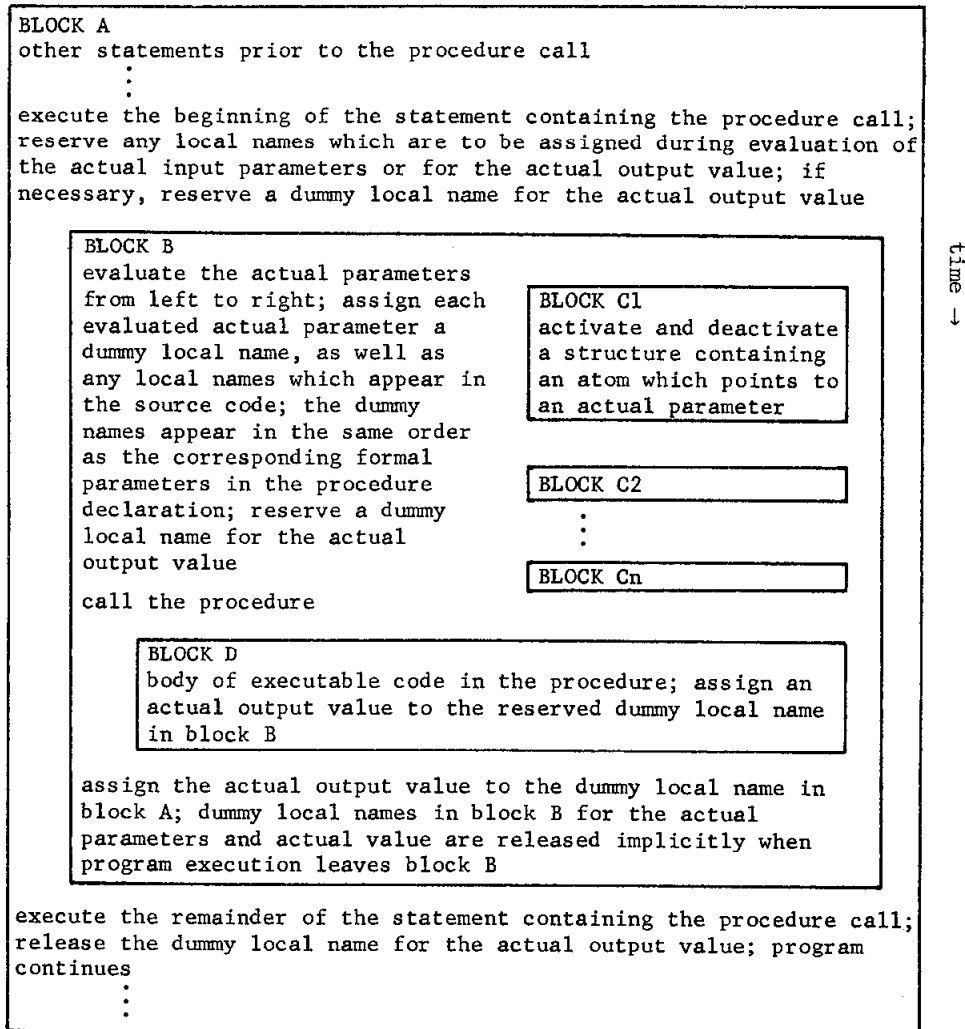 BLOCK A
other statements prior to the procedure call
execute the beginning of the statement containing the procedure call;
reserve any local names which are to be assigned during evaluation of
the actual input parameters or for the actual output value; if
necessary, reserve a dummy local name for the actual output value
BLOCK B
evaluate the actual parameters
from left to right; assign each
evaluated actual parameter a
dummy local name, as well as
any local names which appear in
the source code; the dummy
names appear in the same order
as the corresponding formal
parameters in the procedure
declaration; reserve a dummy
local name for the actual
output value
call the procedure
BLOCK C1
activate and deactivate
a structure containing
an atom which points to
an actual parameter
BLOCK C2
BLOCK Cn
BLOCK D
body of executable code in the procedure; assign an
actual output value to the reserved dummy local name
in block B
assign the actual output value to the dummy local name in
block A; dummy local names in block B for the actual
parameters and actual value are released implicitly when
program execution leaves block B
execute the remainder of the statement containing the procedure call;
release the dummy local name for the actual output value; program
continues
time →